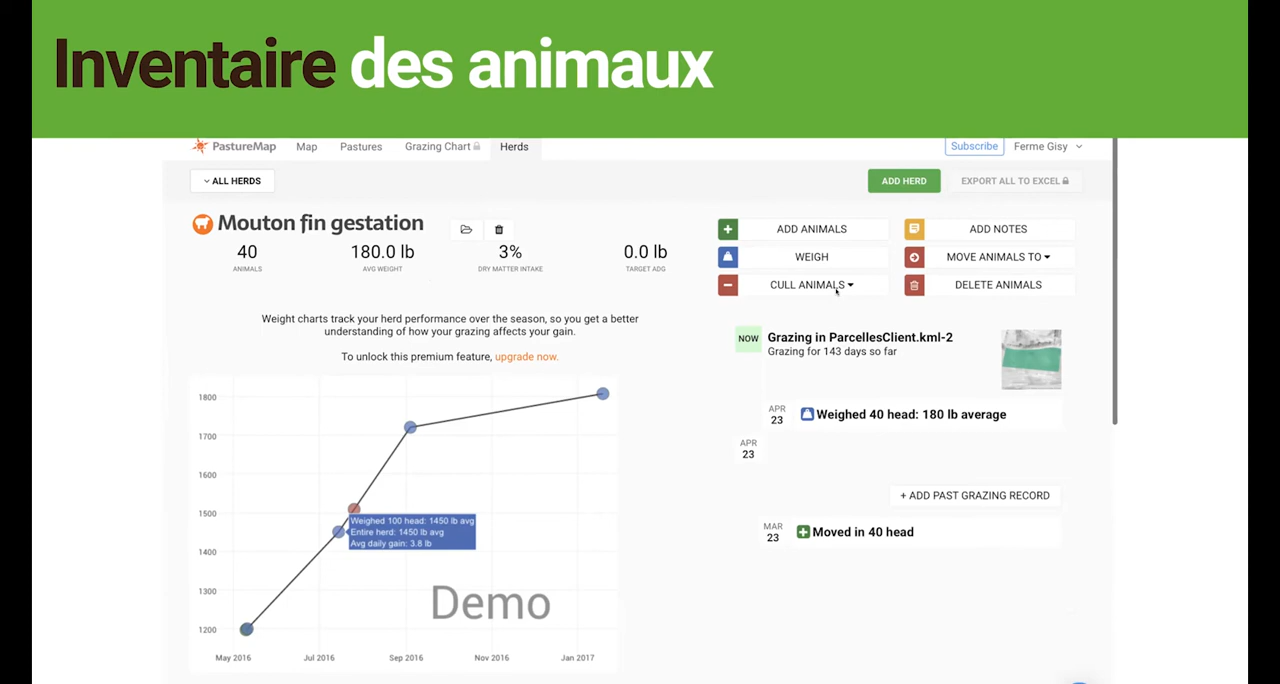 Inventaire des animaux
PastureMap Map Pastures Grazing Chart Herds Subscribe Ferme Gisy
ALL HERDS ADD HERD EXPORT ALL TO EXCEL
Mouton fin gestation
40 180.0 lb 3% 0.0 lb
ANIMALS AVG WEIGHT DRY MATTER INTAKE TARGET ADG
ADD ANIMALS ADD NOTES
WEIGH MOVE ANIMALS TO
CULL ANIMALS DELETE ANIMALS
Weight charts track your herd performance over the season, so you get a better
understanding of how your grazing affects your gain.
To unlock this premium feature, upgrade now.
NOW Grazing in ParcellesClient.kml-2
Grazing for 143 days so far
APR
23 Weighed 40 head: 180 lb average
APR
23
+ ADD PAST GRAZING RECORD
MAR
23 Moved in 40 head
1800
1700
1600
1500
1400
1300
1200
Weighed 100 head: 1450 lb avg
Entire herd: 1450 lb avg
Avg daily gain: 3.8 lb
Demo
May 2016 Jul 2016 Sep 2016 Nov 2016 Jan 2017